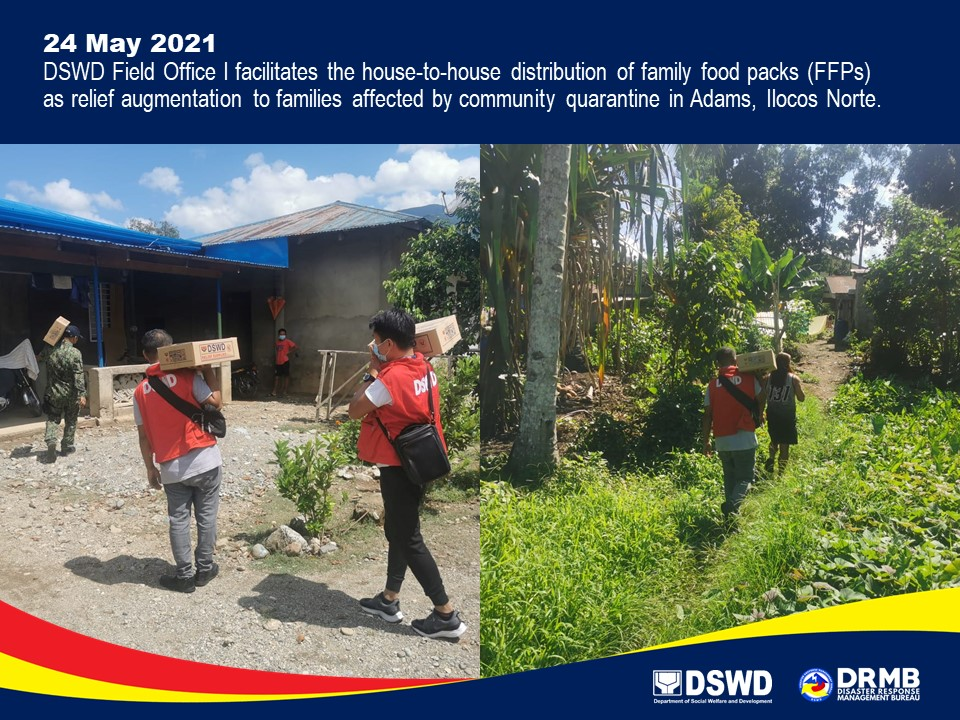 24 May 2021
DSWD Field Office I facilitates the house-to-house distribution of family food packs (FFPs)
as relief augmentation to families affected by community quarantine in Adams, Ilocos Norte.
DSWD
DSWD
DSWD
131
DSWD
Department of Social Welfare and Development
DRMB
DISASTER RESPONSE
MANAGEMENT BUREAU